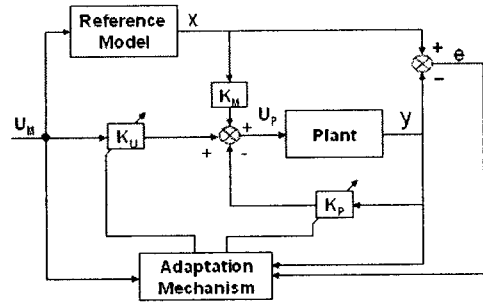 Reference
Model
X
+
e
-
K_M
U_M
K_U
+
+
-
U_P
Plant
y
K_P
Adaptation
Mechanism